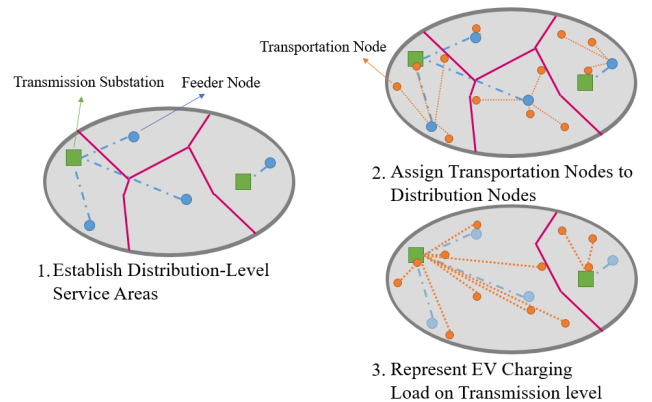 Transportation Node
Transmission Substation
Feeder Node
1. Establish Distribution-Level
Service Areas
2. Assign Transportation Nodes to
Distribution Nodes
3. Represent EV Charging
Load on Transmission level